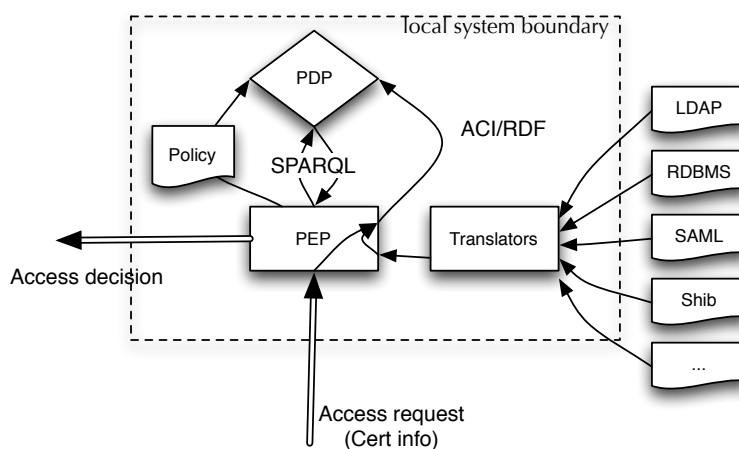 local system boundary
PDP
LDAP
ACI/RDF
Policy
SPARQL
RDBMS
PEP
Translators
SAML
Access decision
Shib
...
Access request
(Cert info)